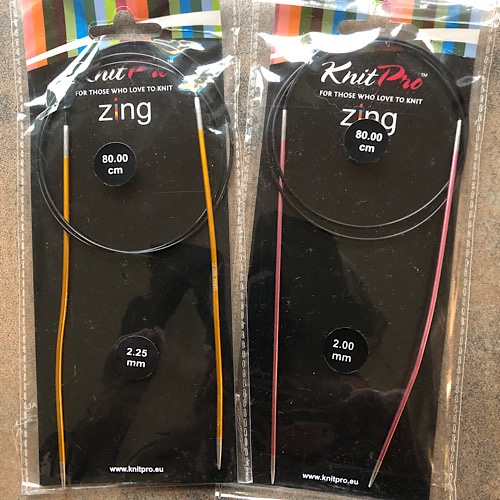 KnitPro
FOR THOSE WHO LOVE TO KNIT
zing
80.00
cm
2.25
mm
www.knitpro.eu
KnitPro™
FOR THOSE WHO LOVE TO KNIT
zing
80.00
cm
2.00
mm
www.knitpro.eu